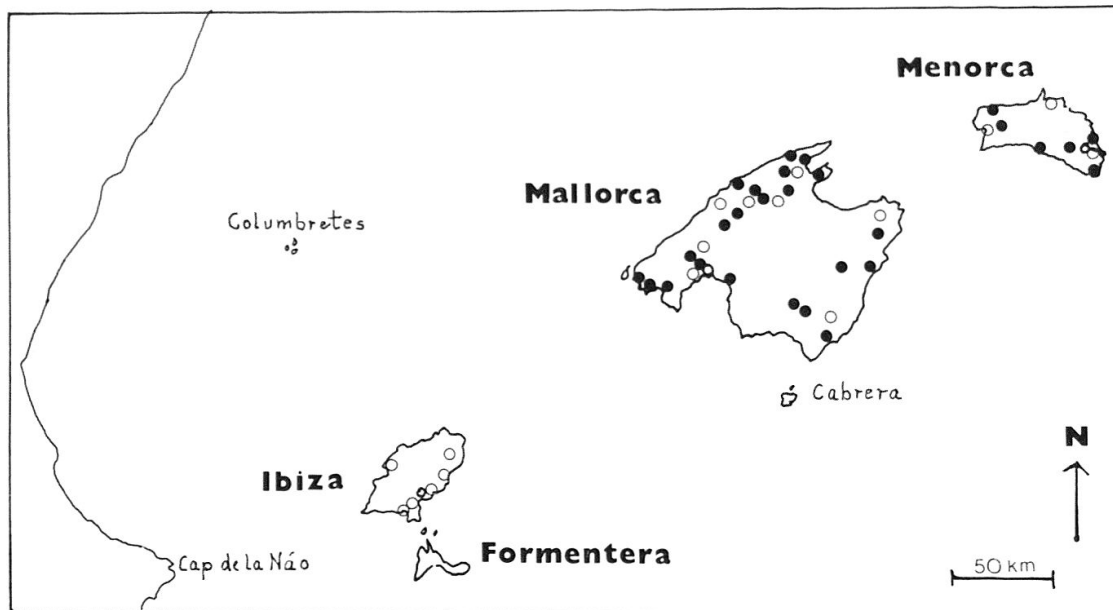 Menorca
Mallorca
Columbretes
Cabrera
N
Ibiza
Formentera
Cap de la Náo
50 km